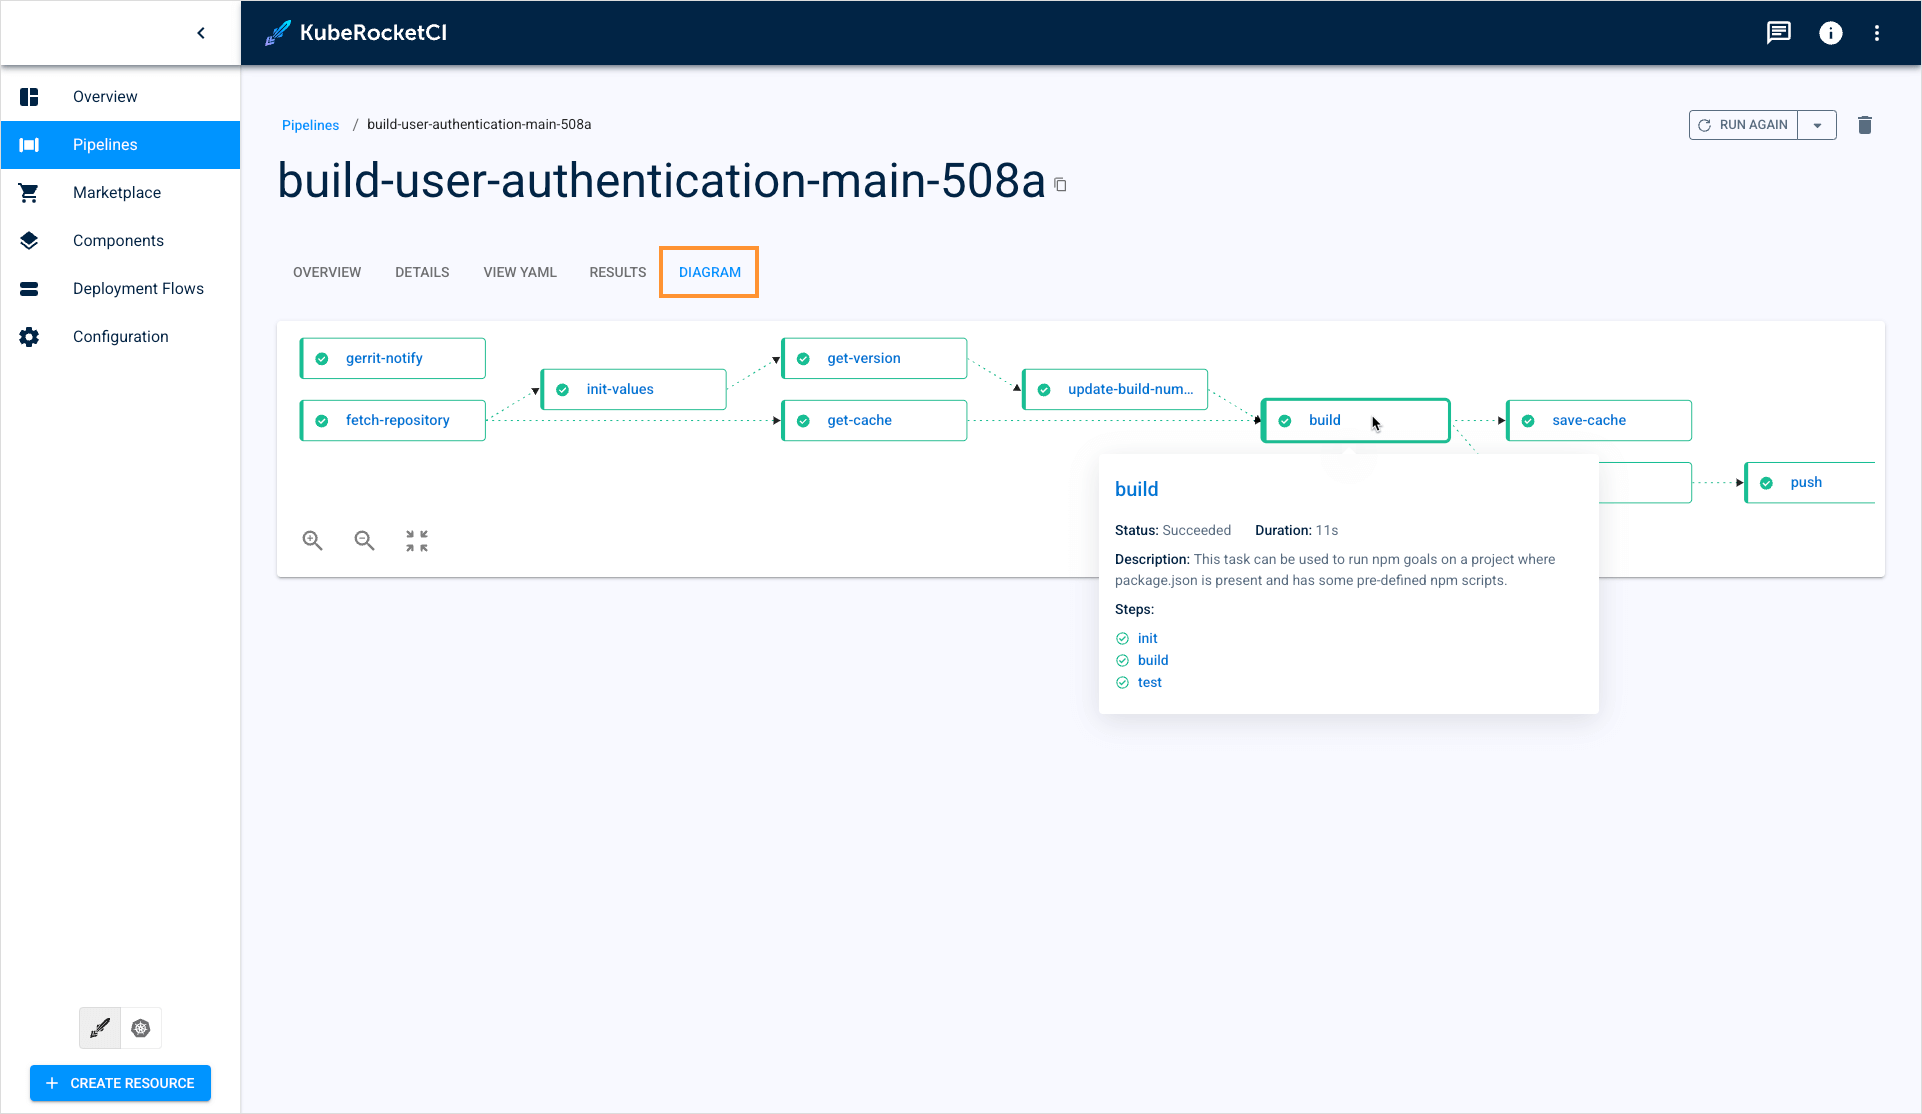 KubeRocketCI
Overview
Pipelines
Marketplace
Components
Deployment Flows
Configuration
CREATE RESOURCE
Pipelines / build-user-authentication-main-508a
RUN AGAIN
build-user-authentication-main-508a
OVERVIEW DETAILS VIEW YAML RESULTS DIAGRAM
gerrit-notify
get-version
init-values
update-build-num...
fetch-repository
get-cache
build
save-cache
push
build
Status: Succeeded Duration: 11s
Description: This task can be used to run npm goals on a project where
package.json is present and has some pre-defined npm scripts.
Steps:
init
build
test